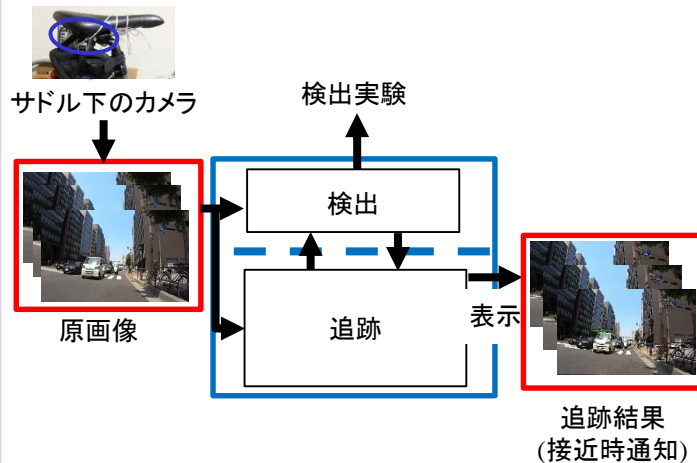 サドル下のカメラ
検出実験
検出
原画像
追跡
表示
追跡結果
(接近時通知)